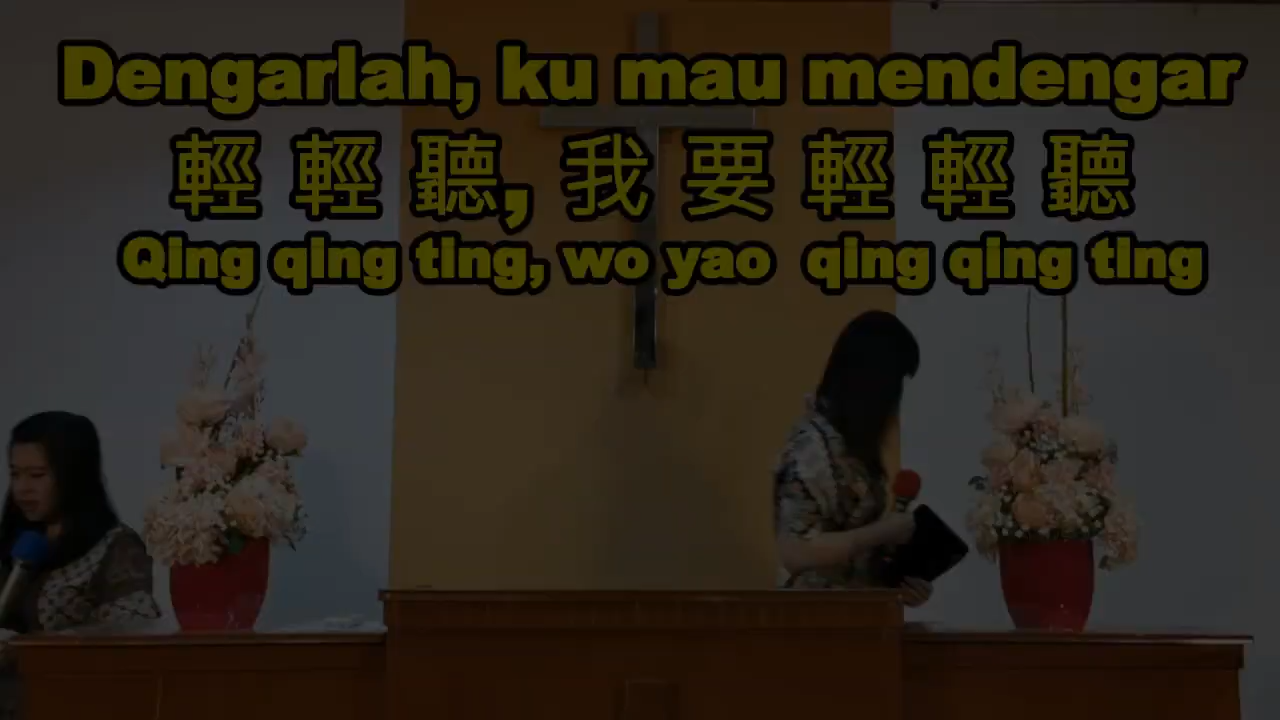 Dengarlah, ku mau mendengar
輕 輕 聽, 我 要 輕 輕 聽
Qing qing ting, wo yao qing qing ting